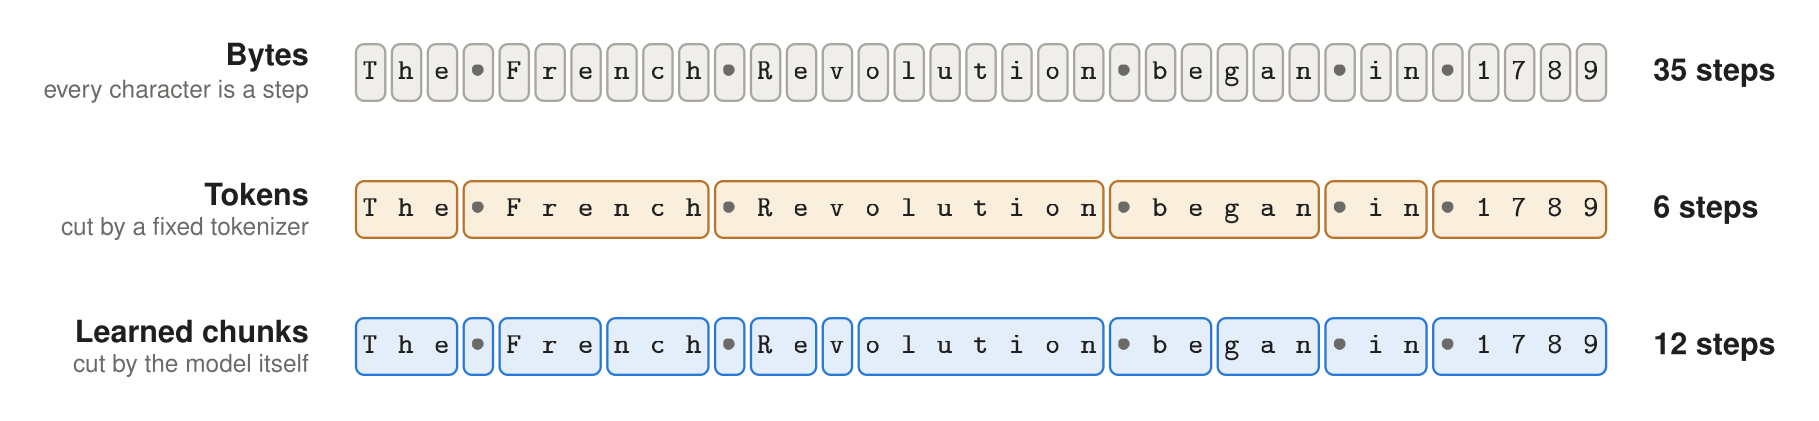 Bytes
every character is a step
T h e • F r e n c h • R e v o l u t i o n • b e g a n • i n • 1 7 8 9
35 steps
Tokens
cut by a fixed tokenizer
T h e • F r e n c h • R e v o l u t i o n • b e g a n • i n • 1 7 8 9
6 steps
Learned chunks
cut by the model itself
T h e • F r e n c h • R e v o l u t i o n • b e g a n • i n • 1 7 8 9
12 steps